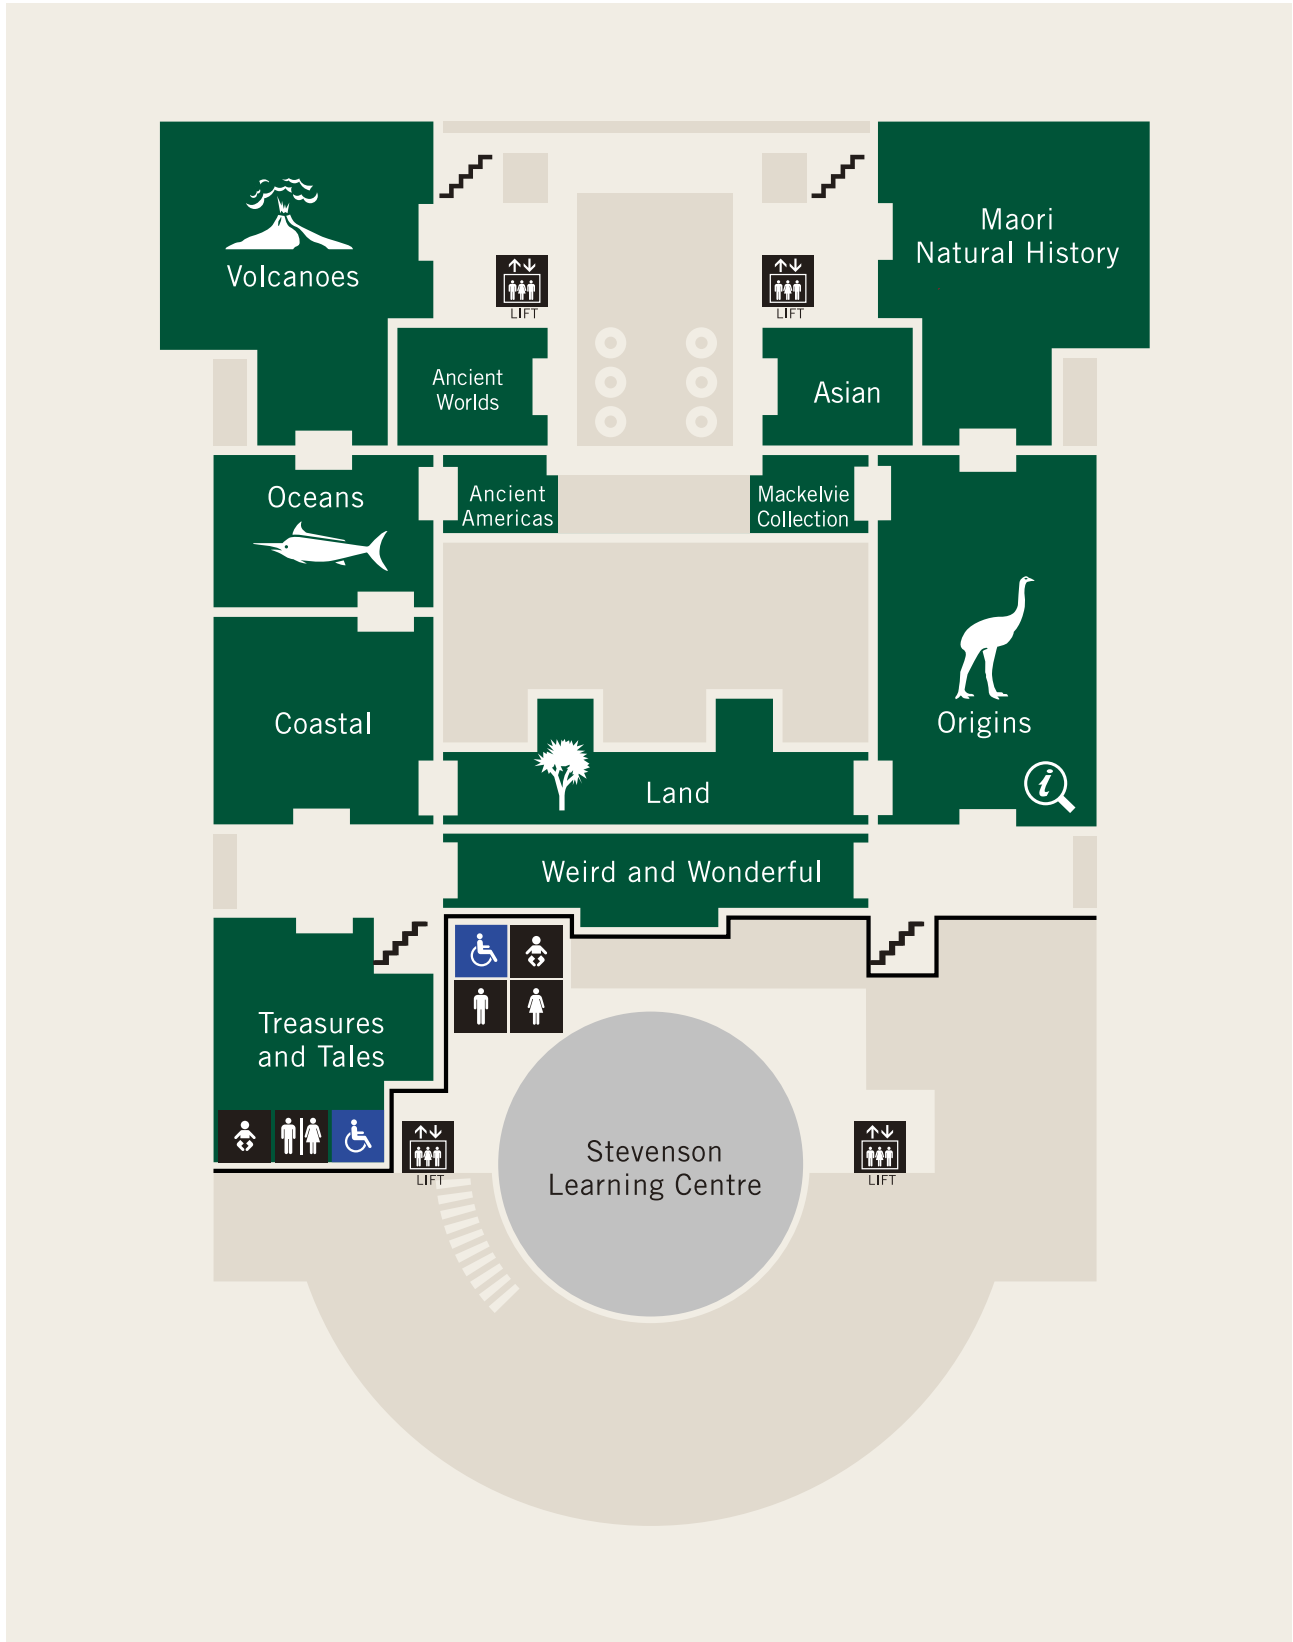 Volcanoes
Maori
Natural History
LIFT
LIFT
Ancient
Worlds
Asian
Oceans
Ancient
Americas
Mackelvie
Collection
Origins
i
Coastal
Land
Weird and Wonderful
Treasures
and Tales
Stevenson
Learning Centre
LIFT
LIFT